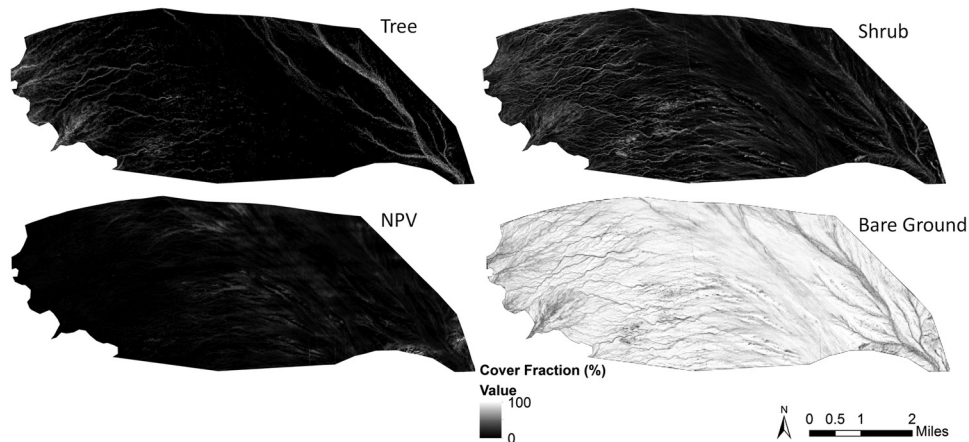 Tree
Shrub
NPV
Bare Ground
Cover Fraction (%)
Value
100
0
N
0 0.5 1 2
Miles